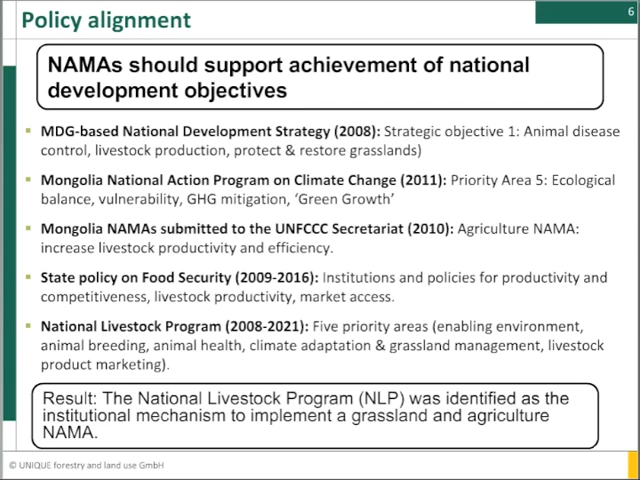 6
Policy alignment
NAMAs should support achievement of national
development objectives
MDG-based National Development Strategy (2008): Strategic objective 1: Animal disease
control, livestock production, protect & restore grasslands)
Mongolia National Action Program on Climate Change (2011): Priority Area 5: Ecological
balance, vulnerability, GHG mitigation, ‘Green Growth’
Mongolia NAMAs submitted to the UNFCCC Secretariat (2010): Agriculture NAMA:
increase livestock productivity and efficiency.
State policy on Food Security (2009-2016): Institutions and policies for productivity and
competitiveness, livestock productivity, market access.
National Livestock Program (2008-2021): Five priority areas (enabling environment,
animal breeding, animal health, climate adaptation & grassland management, livestock
product marketing).
Result: The National Livestock Program (NLP) was identified as the
institutional mechanism to implement a grassland and agriculture
NAMA.
© UNIQUE forestry and land use GmbH